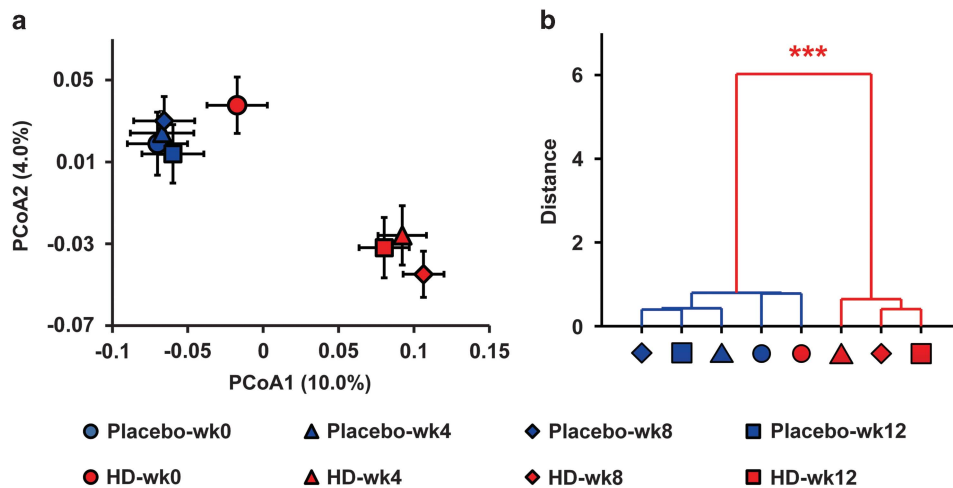 a
0.05
0.01
-0.03
-0.07
PCoA2 (4.0%)
-0.1
-0.05
0
0.05
0.1
0.15
PCoA1 (10.0%)
b
6
4
2
0
Distance
***
Placebo-wk0
Placebo-wk4
Placebo-wk8
Placebo-wk12
HD-wk0
HD-wk4
HD-wk8
HD-wk12